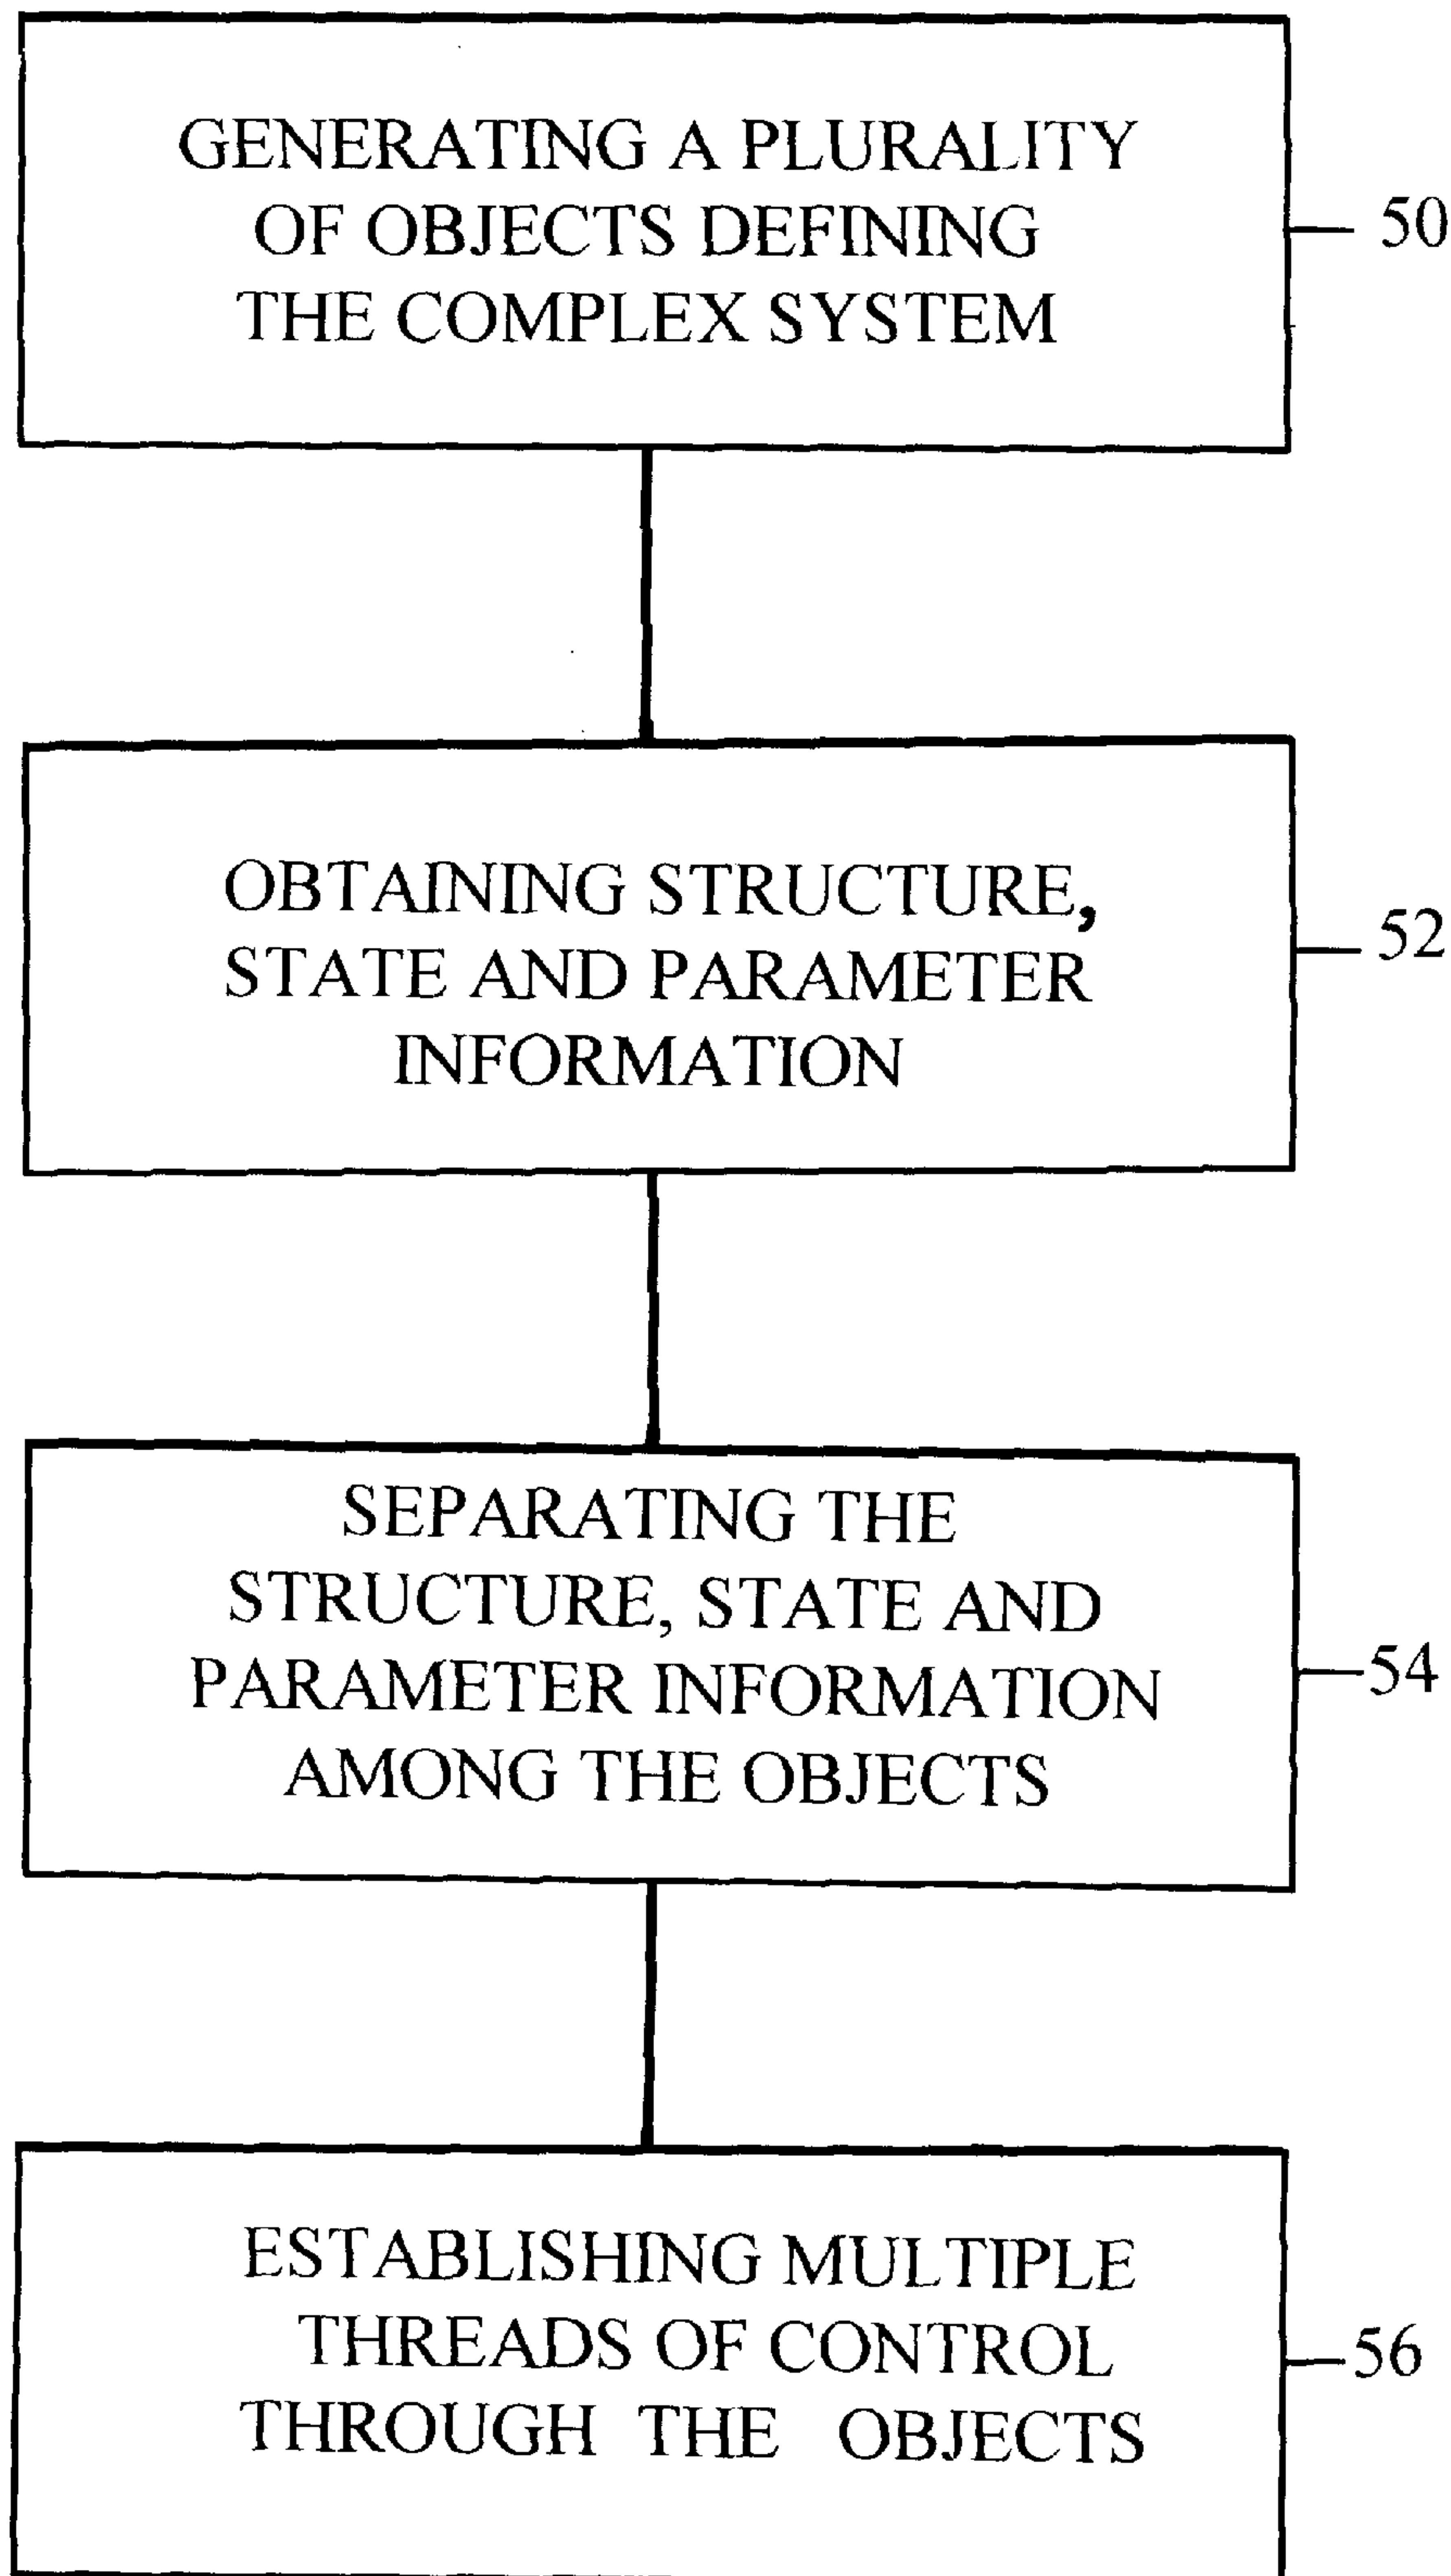 GENERATING A PLURALITY
OF OBJECTS DEFINING
THE COMPLEX SYSTEM
50
OBTAINING STRUCTURE,
STATE AND PARAMETER
INFORMATION
52
SEPARATING THE
STRUCTURE, STATE AND
PARAMETER INFORMATION
AMONG THE OBJECTS
54
ESTABLISHING MULTIPLE
THREADS OF CONTROL
THROUGH THE OBJECTS
56